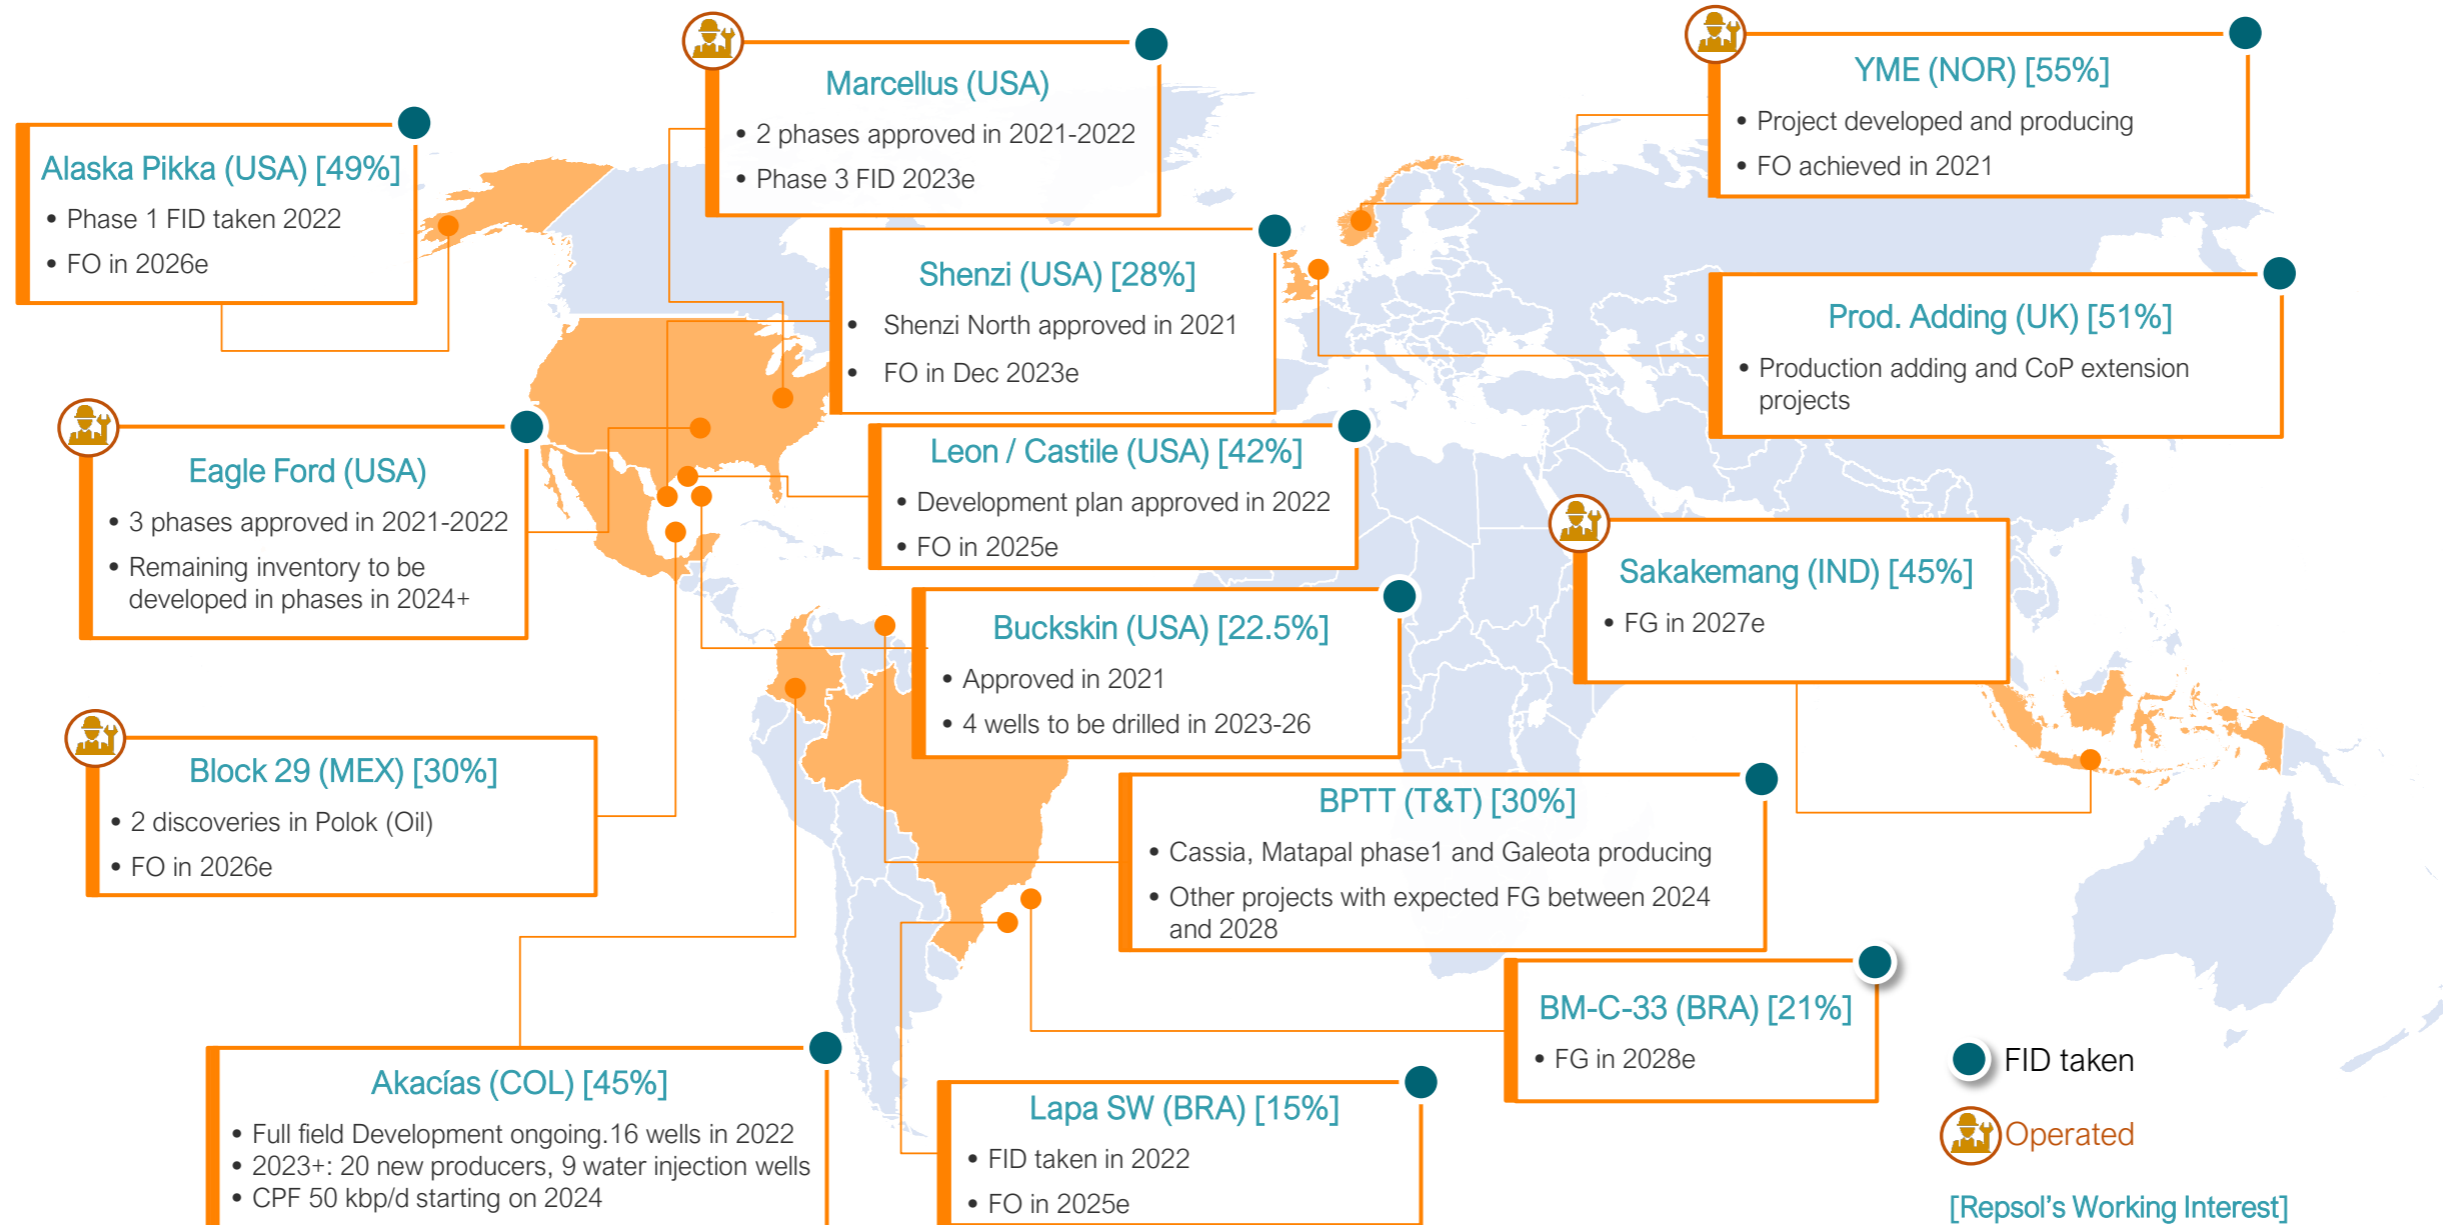 Marcellus (USA)
• 2 phases approved in 2021-2022
• Phase 3 FID 2023e
YME (NOR) [55%]
• Project developed and producing
• FO achieved in 2021
Alaska Pikka (USA) [49%]
• Phase 1 FID taken 2022
• FO in 2026e
Shenzi (USA) [28%]
• Shenzi North approved in 2021
• FO in Dec 2023e
Prod. Adding (UK) [51%]
• Production adding and CoP extension
projects
Eagle Ford (USA)
• 3 phases approved in 2021-2022
• Remaining inventory to be
developed in phases in 2024+
Leon / Castile (USA) [42%]
• Development plan approved in 2022
• FO in 2025e
Sakakemang (IND) [45%]
• FG in 2027e
Buckskin (USA) [22.5%]
• Approved in 2021
• 4 wells to be drilled in 2023-26
Block 29 (MEX) [30%]
• 2 discoveries in Polok (Oil)
• FO in 2026e
BPTT (T&T) [30%]
• Cassia, Matapal phase1 and Galeota producing
• Other projects with expected FG between 2024
and 2028
BM-C-33 (BRA) [21%]
• FG in 2028e
Akacías (COL) [45%]
• Full field Development ongoing.16 wells in 2022
• 2023+: 20 new producers, 9 water injection wells
• CPF 50 kbp/d starting on 2024
Lapa SW (BRA) [15%]
• FID taken in 2022
• FO in 2025e
FID taken
Operated
[Repsol's Working Interest]